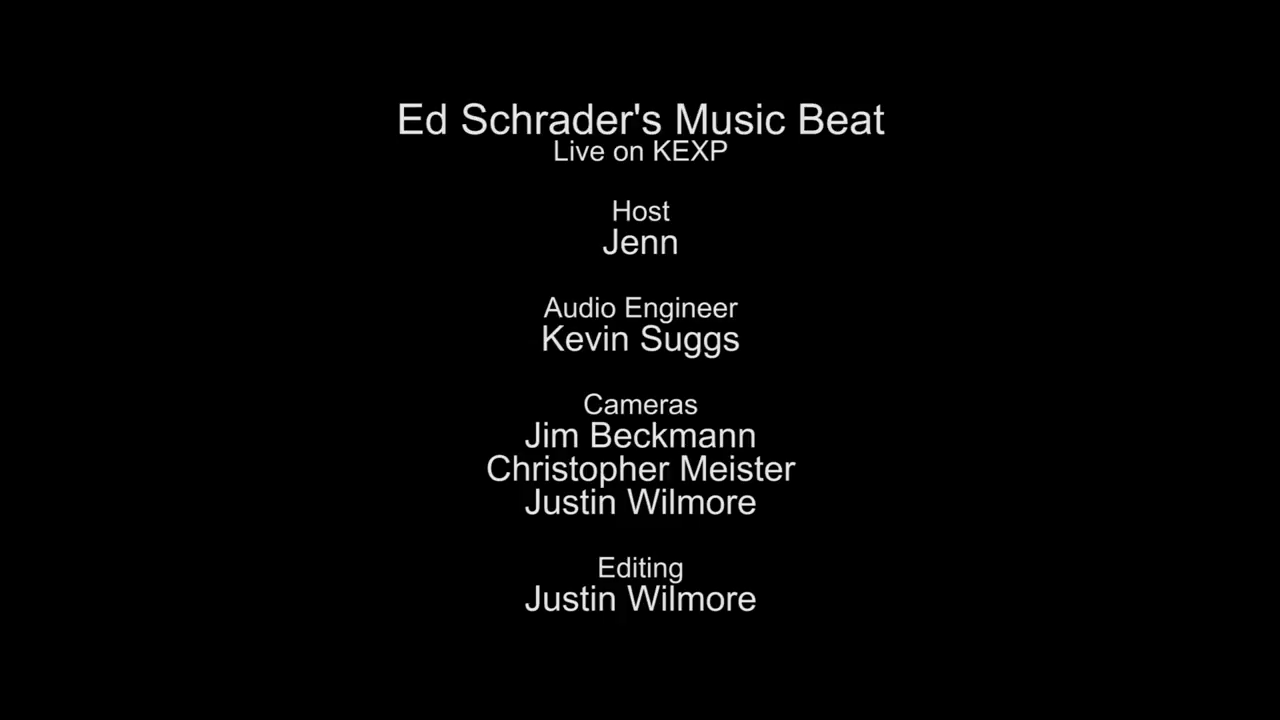 Ed Schrader's Music Beat
Live on KEXP
Host
Jenn
Audio Engineer
Kevin Suggs
Cameras
Jim Beckmann
Christopher Meister
Justin Wilmore
Editing
Justin Wilmore